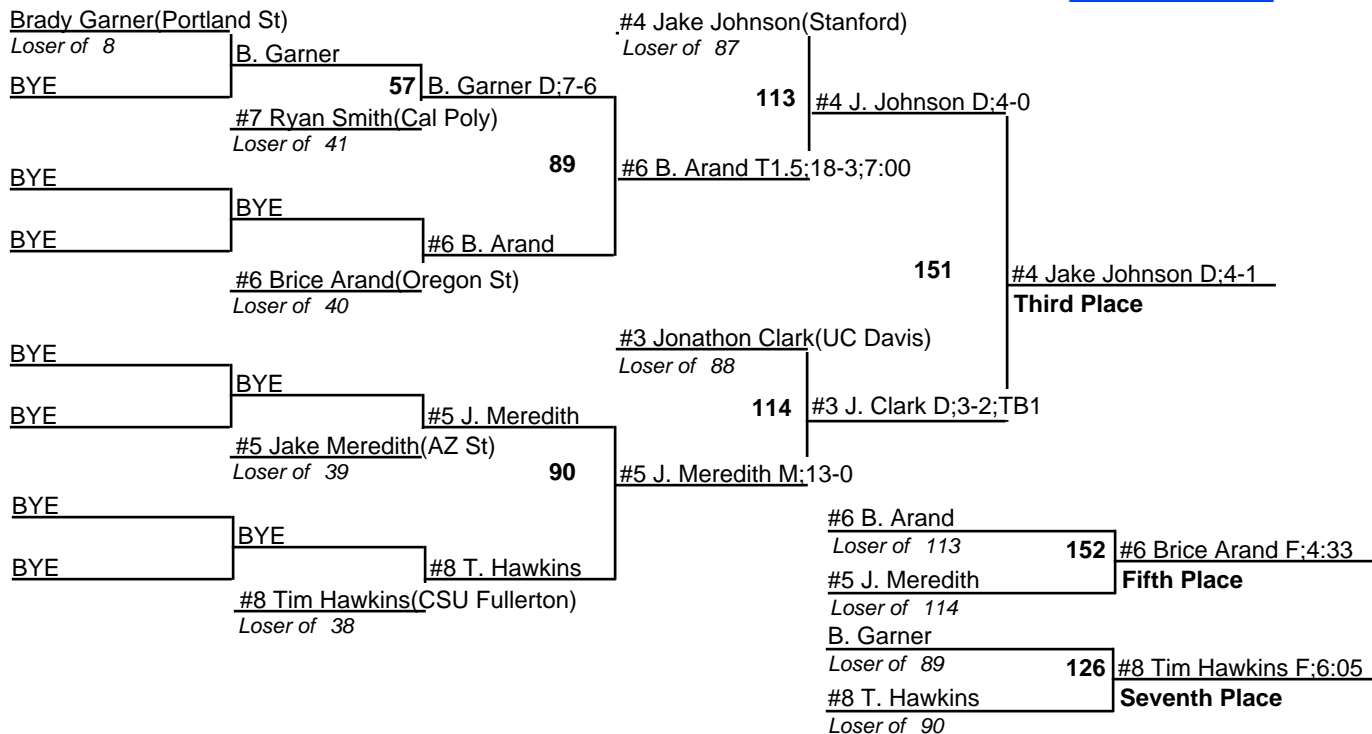 Brady Garner(Portland St)
Loser of 8
B. Garner
BYE
57
B. Garner D;7-6
#7 Ryan Smith(Cal Poly)
Loser of 41
89
BYE
BYE
BYE
#6 B. Arand
#6 Brice Arand(Oregon St)
Loser of 40
#4 Jake Johnson(Stanford)
Loser of 87
113
#4 J. Johnson D;4-0
#6 B. Arand T1.5;18-3;7:00
151
#4 Jake Johnson D;4-1
Third Place
BYE
BYE
BYE
#5 J. Meredith
#5 Jake Meredith(AZ St)
Loser of 39
90
#3 Jonathon Clark(UC Davis)
Loser of 88
114
#3 J. Clark D;3-2;TB1
#5 J. Meredith M;13-0
BYE
BYE
BYE
#8 T. Hawkins
#8 Tim Hawkins(CSU Fullerton)
Loser of 38
#6 B. Arand
Loser of 113
152
#6 Brice Arand F;4:33
#5 J. Meredith
Fifth Place
Loser of 114
B. Garner
Loser of 89
126
#8 Tim Hawkins F;6:05
#8 T. Hawkins
Seventh Place
Loser of 90